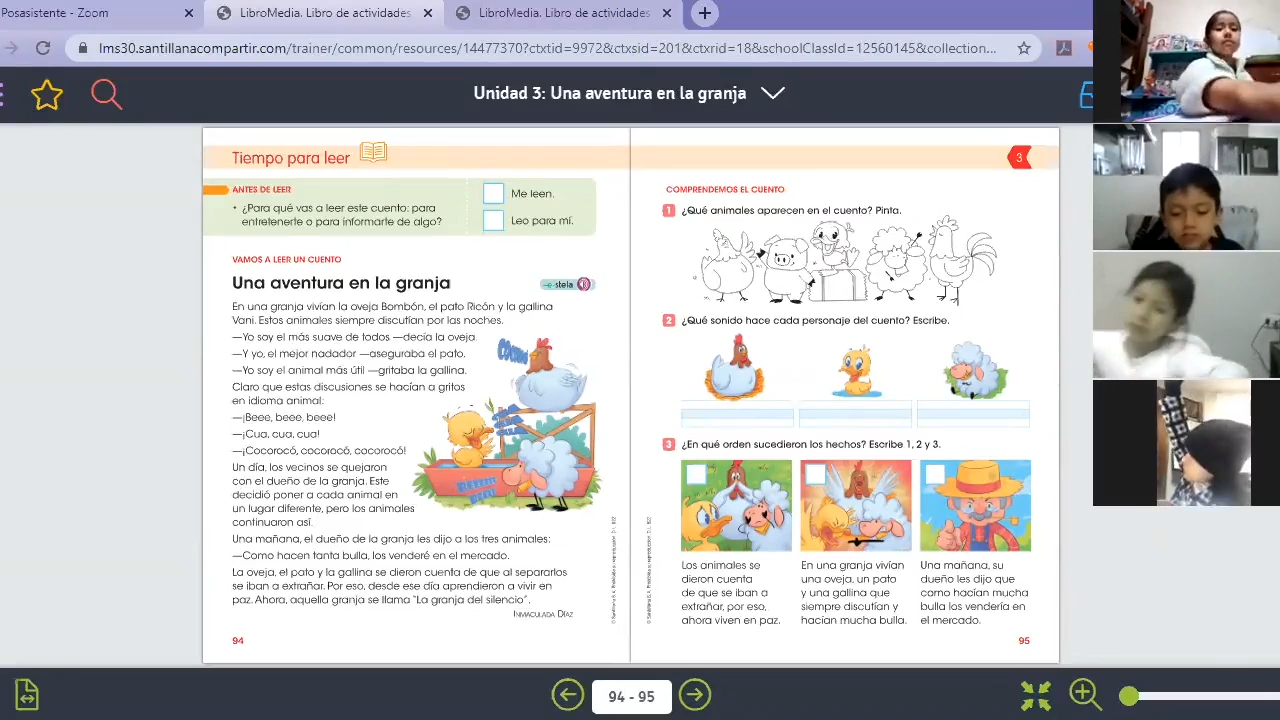 Posasistente - Zoom
LibroMedia. Libro de actividades
LibroMedia. Libro de actividades
lms30.santillanacompartir.com/trainer/common/resources/14477370?ctid=9972&ctxsid=201&ctxrid=18&schoolClassId=12560145&collection...
Unidad 3: Una aventura en la granja
Tiempo para leer
ANTES DE LEER
• ¿Para qué vas a leer este cuento: para
entretenerte o para informarte de algo?
Me leen.
Leo para mí.
VAMOS A LEER UN CUENTO
Una aventura en la granja
e-stela
En una granja vivían la oveja Bombón, el pato Ricón y la gallina
Vani. Estos animales siempre discutían por las noches.
—Yo soy el más suave de todos —decía la oveja.
—Y yo, el mejor nadador —aseguraba el pato.
—Yo soy el animal más útil —gritaba la gallina.
Claro que estas discusiones se hacían a gritos
en idioma animal:
—¡Beee, beee, beee!
—¡Cua, cua, cua!
—¡Cocorocó, cocorocó, cocorocó!
Un día, los vecinos se quejaron
con el dueño de la granja. Este
decidió poner a cada animal en
un lugar diferente, pero los animales
continuaron así.
Una mañana, el dueño de la granja les dijo a los tres animales:
—Como hacen tanta bulla, los venderé en el mercado.
La oveja, el pato y la gallina se dieron cuenta de que al separarlos
se iban a extrañar. Por eso, desde ese día aprendieron a vivir en
paz. Ahora, aquella granja se llama “La granja del silencio”.
INMACULADA DÍAZ
94
3
COMPRENDEMOS EL CUENTO
1 ¿Qué animales aparecen en el cuento? Pinta.
2 ¿Qué sonido hace cada personaje del cuento? Escribe.
3 ¿En qué orden sucedieron los hechos? Escribe 1, 2 y 3.
Los animales se
dieron cuenta
de que se iban a
extrañar, por eso,
ahora viven en paz.
En una granja vivían
una oveja, un pato
y una gallina que
siempre discutían y
hacían mucha bulla.
Una mañana, su
dueño les dijo que
como hacían mucha
bulla los vendería en
el mercado.
95
94 - 95